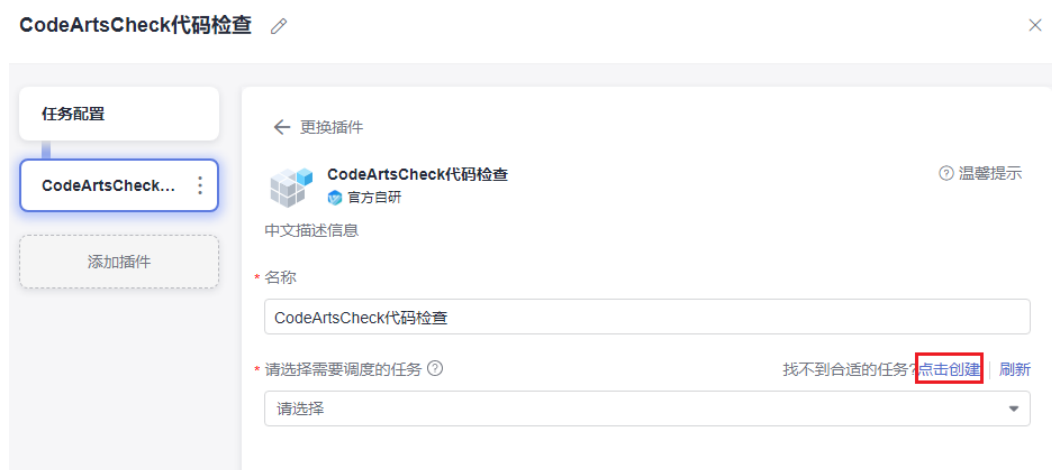 CodeArtsCheck代码检查
任务配置
CodeArtsCheck...
添加插件
更换插件
CodeArtsCheck代码检查
官方自研
温馨提示
中文描述信息
* 名称
CodeArtsCheck代码检查
* 请选择需要调度的任务
找不到合适的任务?点击创建 刷新
请选择